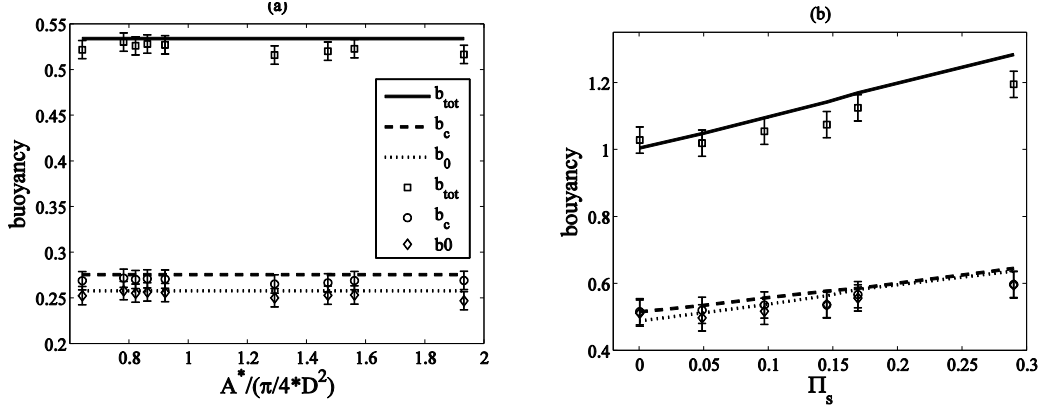 (a)
0.55
0.5
0.45
0.4
0.35
0.3
0.25
0.2
buoyancy
b_tot
b_c
b_0
b_tot
b_c
b0
0.8 1 1.2 1.4 1.6 1.8 2
A*/(π/4*D²)
(b)
1.2
1
0.8
0.6
0.4
bouyancy
0 0.05 0.1 0.15 0.2 0.25 0.3
Π_s